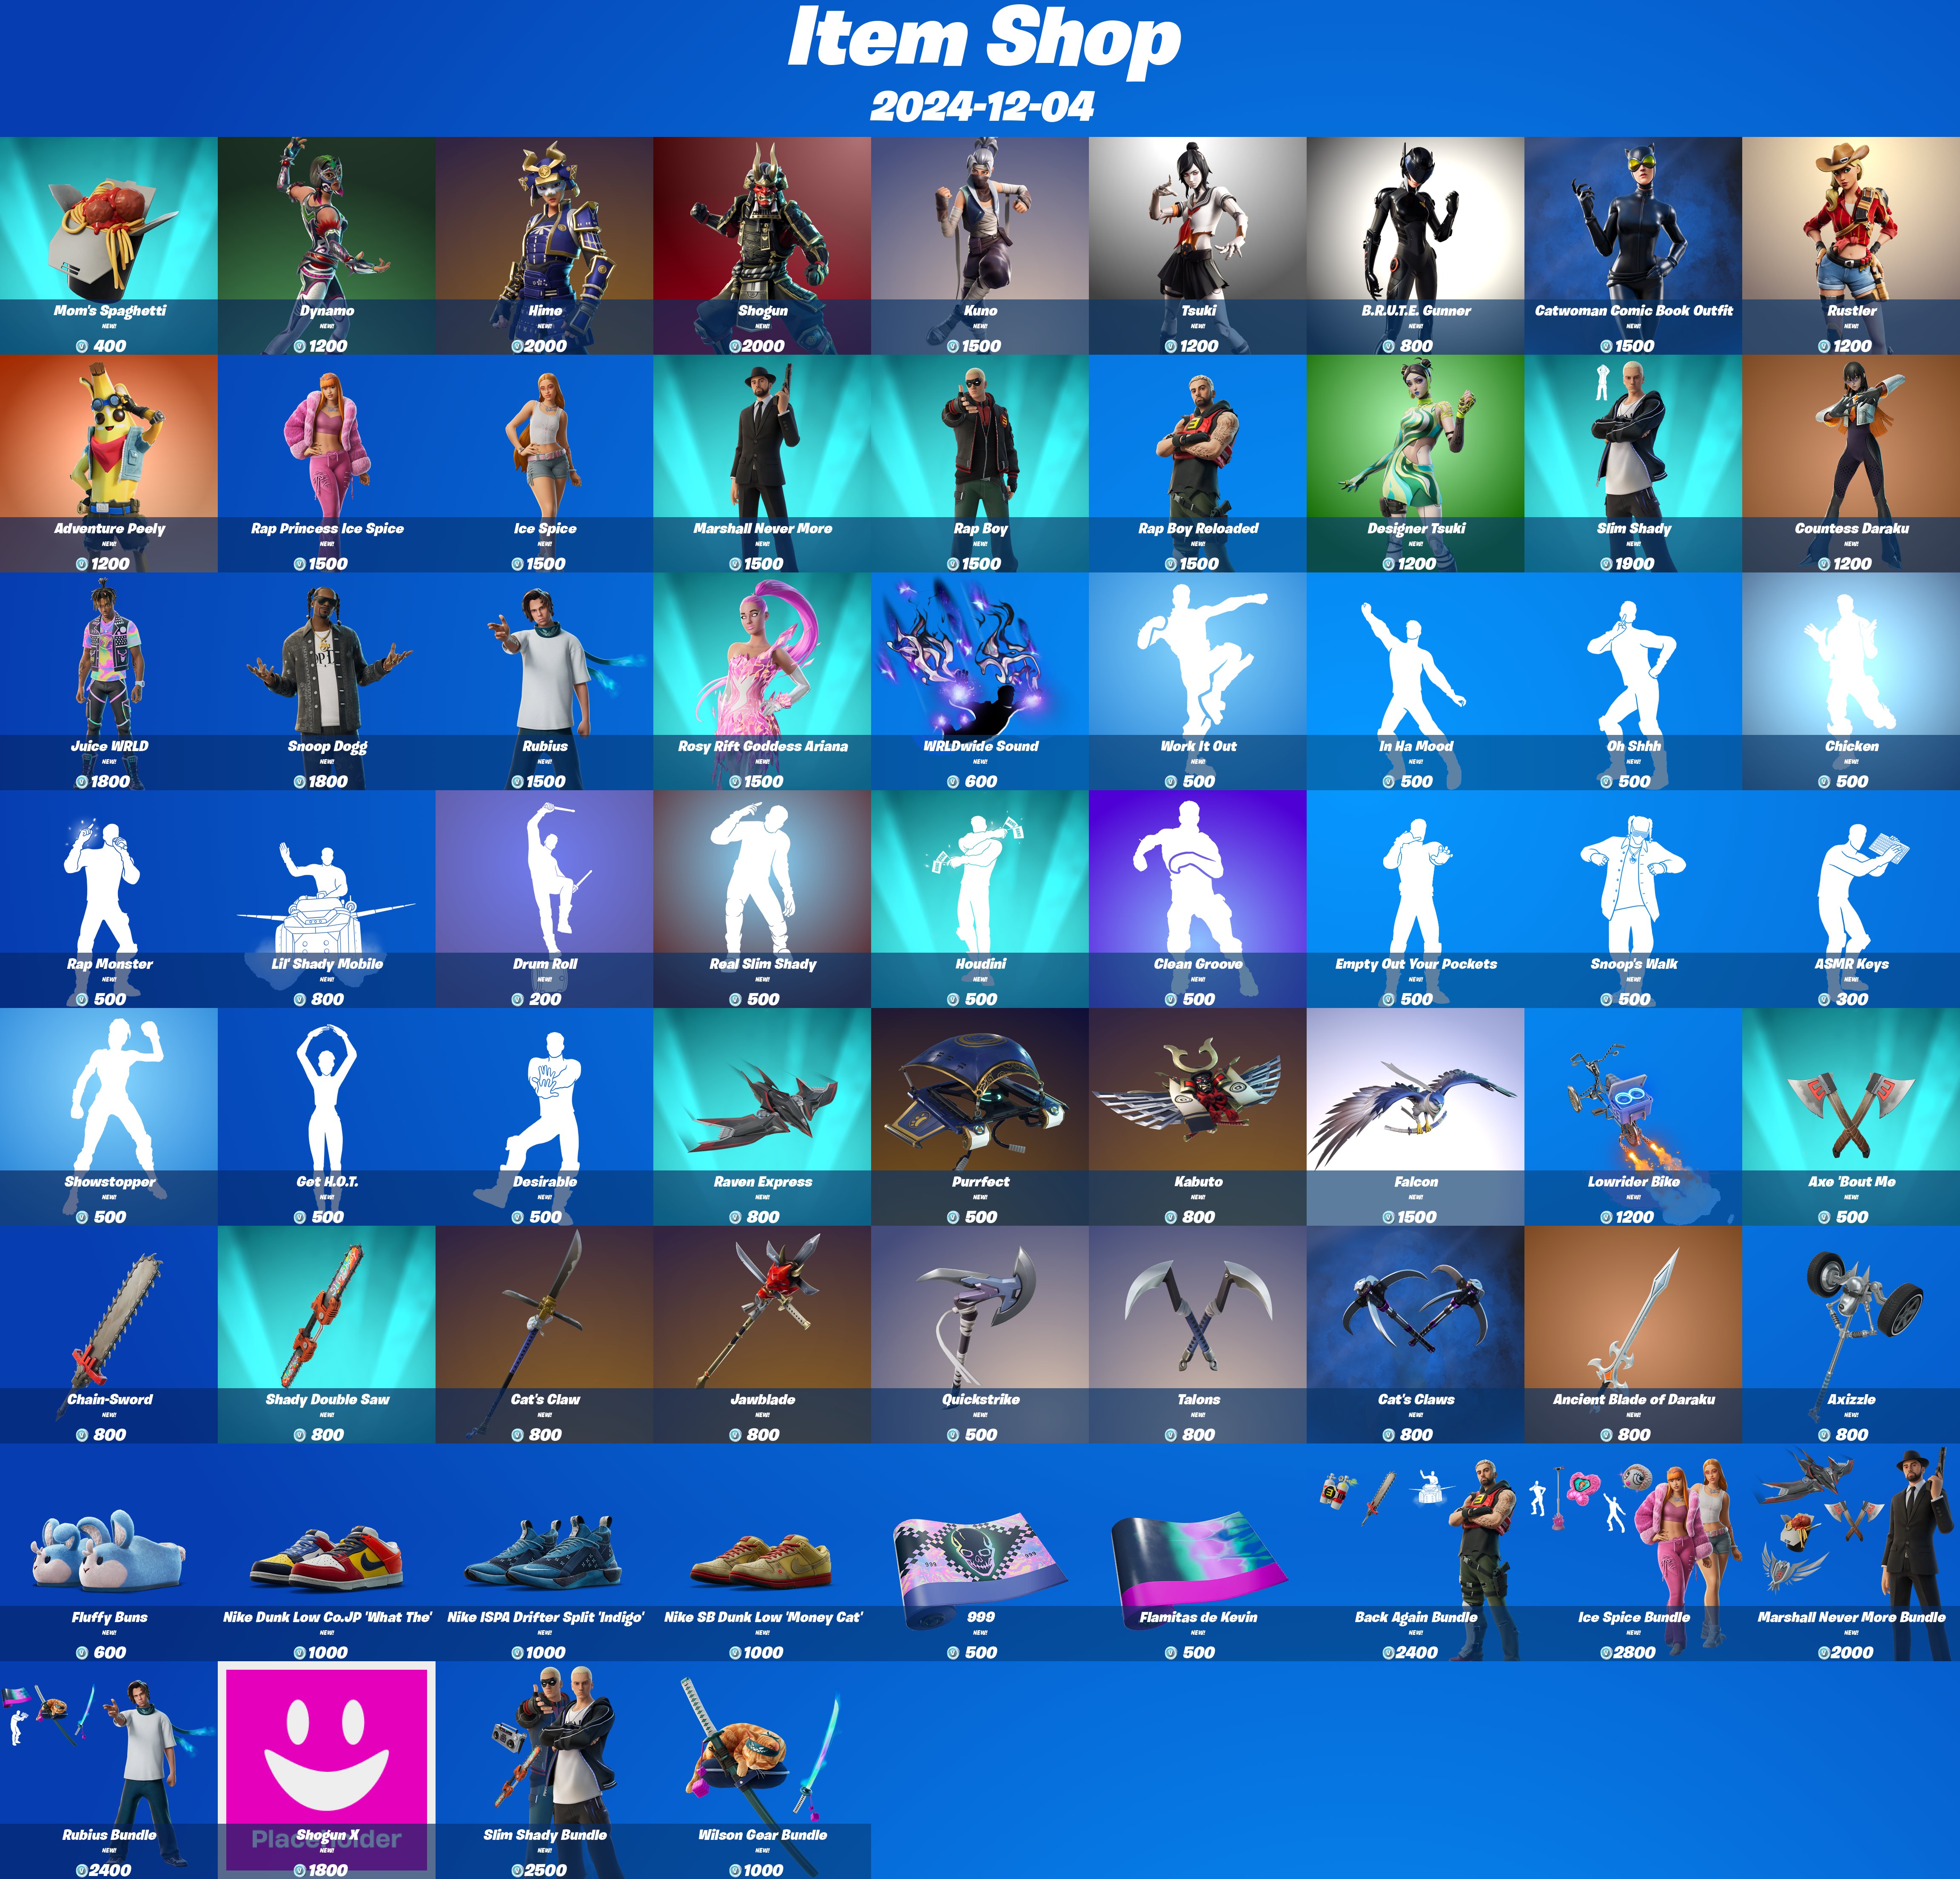 Item Shop
2024-12-04
Mom's Spaghetti
NEW!
400
Dynamo
NEW!
1200
Hime
NEW!
2000
Shogun
NEW!
2000
Kuno
NEW!
1500
Tsuki
NEW!
1200
B.R.U.T.E. Gunner
NEW!
800
Catwoman Comic Book Outfit
NEW!
1500
Rustler
NEW!
1200
Adventure Peely
NEW!
1200
Rap Princess Ice Spice
NEW!
1500
Ice Spice
NEW!
1500
Marshall Never More
NEW!
1500
Rap Boy
NEW!
1500
Rap Boy Reloaded
NEW!
1500
Designer Tsuki
NEW!
1200
Slim Shady
NEW!
1900
Countess Daraku
NEW!
1200
Juice WRLD
NEW!
1800
Snoop Dogg
NEW!
1800
Rubius
NEW!
1500
Rosy Rift Goddess Ariana
NEW!
1500
WRLDwide Sound
NEW!
600
Work It Out
NEW!
500
In Ha Mood
NEW!
500
Oh Shhh
NEW!
500
Chicken
NEW!
500
Rap Monster
NEW!
500
Lil' Shady Mobile
NEW!
800
Drum Roll
NEW!
200
Real Slim Shady
NEW!
500
Houdini
NEW!
500
Clean Groove
NEW!
500
Empty Out Your Pockets
NEW!
500
Snoop's Walk
NEW!
500
ASMR Keys
NEW!
300
Showstopper
NEW!
500
Get H.O.T.
NEW!
500
Desirable
NEW!
500
Raven Express
NEW!
800
Purrfect
NEW!
500
Kabuto
NEW!
800
Falcon
NEW!
1500
Lowrider Bike
NEW!
1200
Axe 'Bout Me
NEW!
500
Chain-Sword
NEW!
800
Shady Double Saw
NEW!
800
Cat's Claw
NEW!
800
Jawblade
NEW!
800
Quickstrike
NEW!
500
Talons
NEW!
800
Cat's Claws
NEW!
800
Ancient Blade of Daraku
NEW!
800
Axizzle
NEW!
800
Fluffy Buns
NEW!
600
Nike Dunk Low Co.JP 'What The'
NEW!
1000
Nike ISPA Drifter Split 'Indigo'
NEW!
1000
Nike SB Dunk Low 'Money Cat'
NEW!
1000
999
999
999
NEW!
500
Flamitas de Kevin
NEW!
500
Back Again Bundle
NEW!
2400
Ice Spice Bundle
NEW!
2800
Marshall Never More Bundle
NEW!
2000
Rubius Bundle
NEW!
2400
Placeholder
Shogun X
NEW!
1800
Slim Shady Bundle
NEW!
2500
Wilson Gear Bundle
NEW!
1000